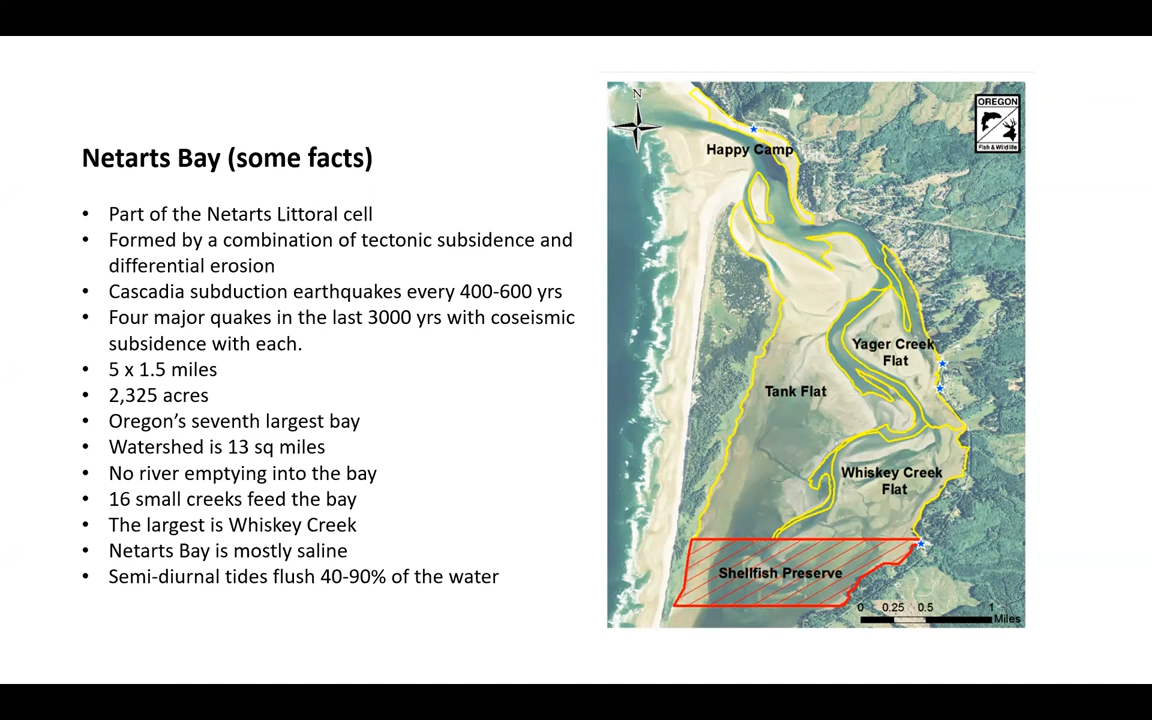 Netarts Bay (some facts)
• Part of the Netarts Littoral cell
• Formed by a combination of tectonic subsidence and
differential erosion
• Cascadia subduction earthquakes every 400-600 yrs
• Four major quakes in the last 3000 yrs with coseismic
subsidence with each.
• 5 x 1.5 miles
• 2,325 acres
• Oregon’s seventh largest bay
• Watershed is 13 sq miles
• No river emptying into the bay
• 16 small creeks feed the bay
• The largest is Whiskey Creek
• Netarts Bay is mostly saline
• Semi-diurnal tides flush 40-90% of the water
N
OREGON
Fish & Wildlife
Happy Camp
Yager Creek
Flat
Tank Flat
Whiskey Creek
Flat
Shellfish Preserve
0 0.25 0.5 1
Miles